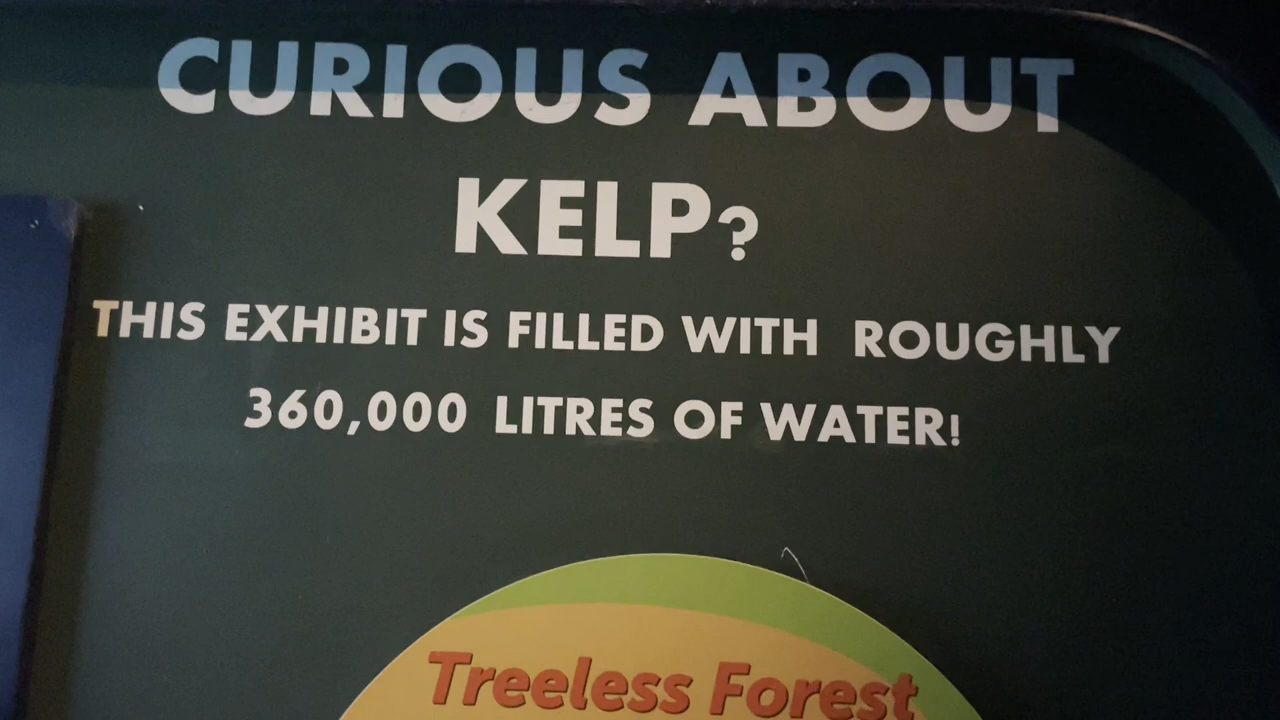 CURIOUS ABOUT
KELP?
THIS EXHIBIT IS FILLED WITH ROUGHLY
360,000 LITRES OF WATER!
Treeless Forest